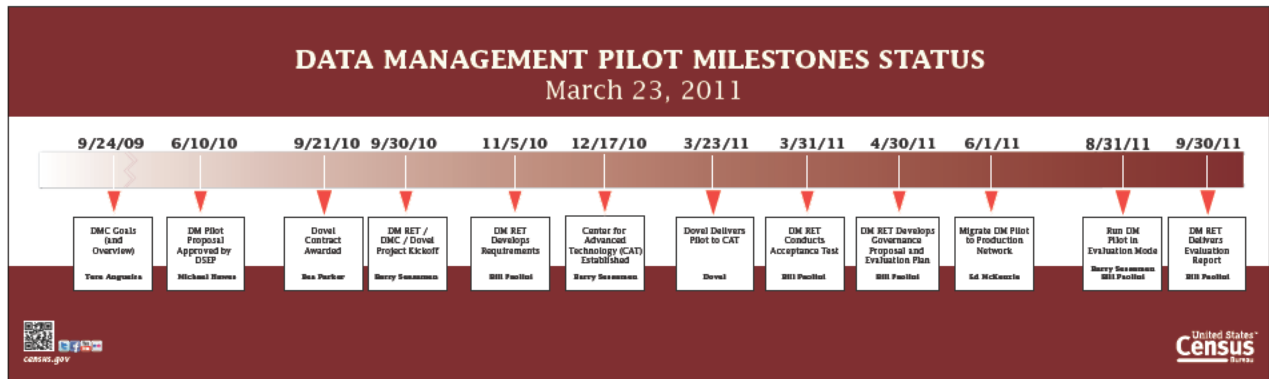 DATA MANAGEMENT PILOT MILESTONES STATUS
March 23, 2011
9/24/09
6/10/10
9/21/10
9/30/10
11/5/10
12/17/10
3/23/11
3/31/11
4/30/11
6/1/11
8/31/11
9/30/11
DMC Goals
(and
Overview)
DM Pilot
Proposal
Approved by
DSEP
Michael Hawes
Dovel
Contract
Awarded
Parker
DM RET /
DMC / Dovel
Project Kickoff
Barry Sessamen
DM RET
Develops
Requirements
Bill Paolini
Center for
Advanced
Technology (CAT)
Established
Barry Sessamen
Dovel Delivers
Pilot to CAT
Dovel
DM RET
Conducts
Acceptance Test
Bill Paolini
DM RET Develops
Governance
Proposal and
Evaluation Plan
Bill Paolini
Migrate DM Pilot
to Production
Network
Ed McKenzie
Run DM
Pilot in
Evaluation Mode
Barry Sessamen
Bill Paolini
DM RET
Delivers
Evaluation
Report
Bill Paolini
census.gov
United States™
Census
Bureau